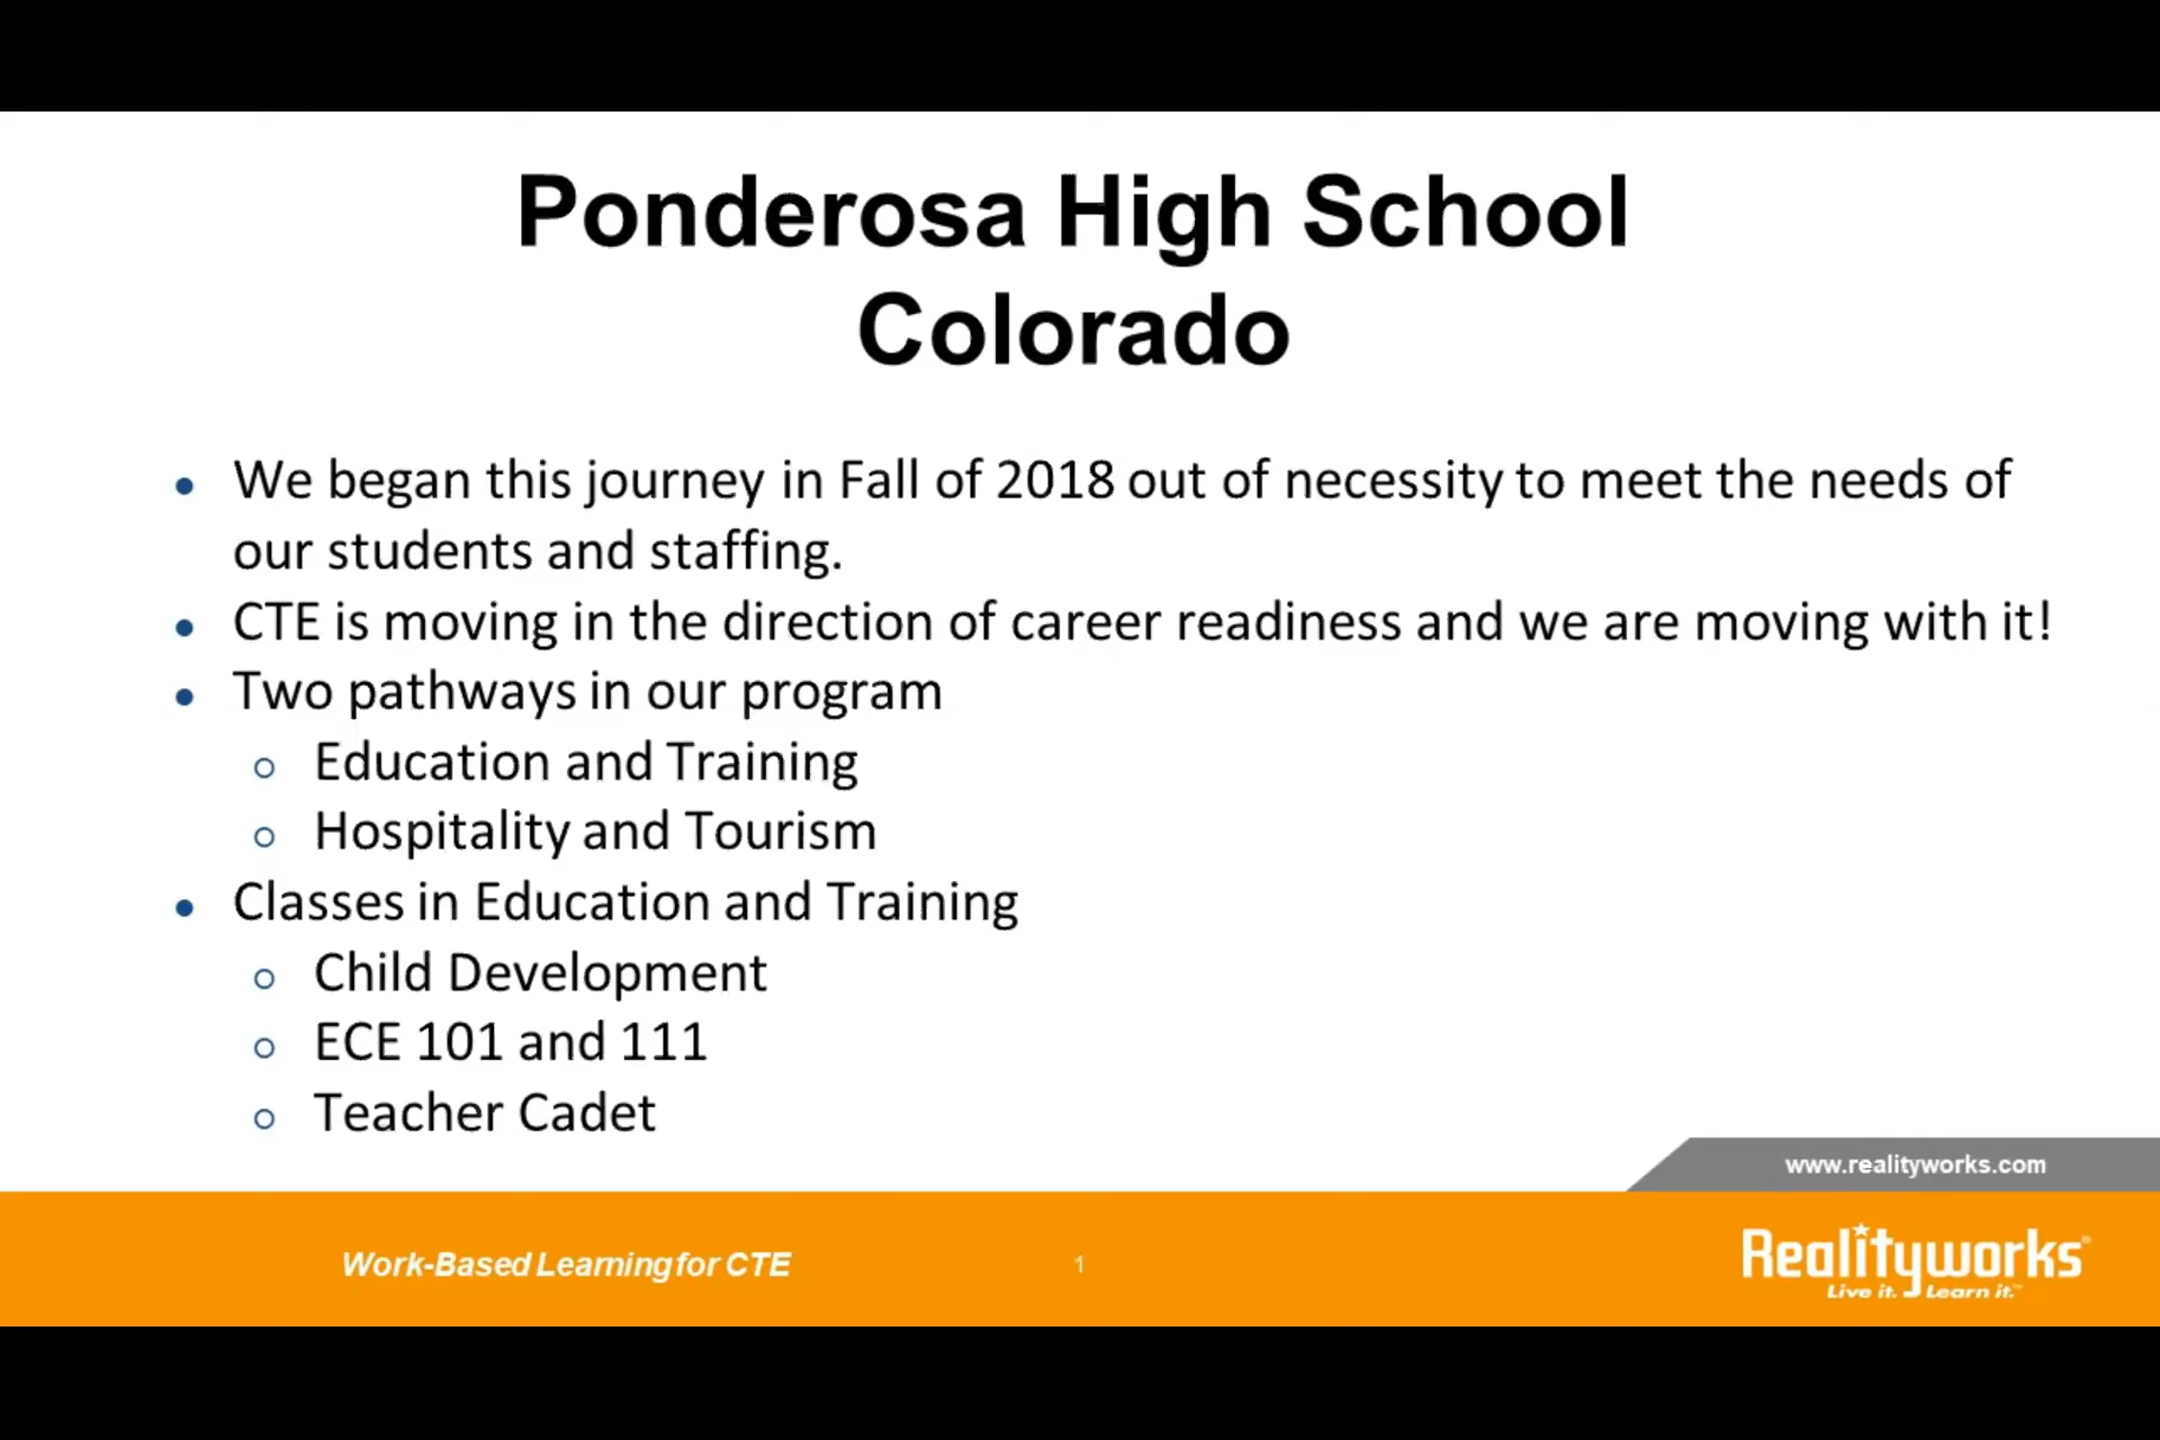 Ponderosa High School
Colorado
• We began this journey in Fall of 2018 out of necessity to meet the needs of
our students and staffing.
• CTE is moving in the direction of career readiness and we are moving with it!
• Two pathways in our program
○ Education and Training
○ Hospitality and Tourism
• Classes in Education and Training
○ Child Development
○ ECE 101 and 111
○ Teacher Cadet
www.realityworks.com
Work-Based Learning for CTE
1
Realityworks®
Live it. Learn it.™